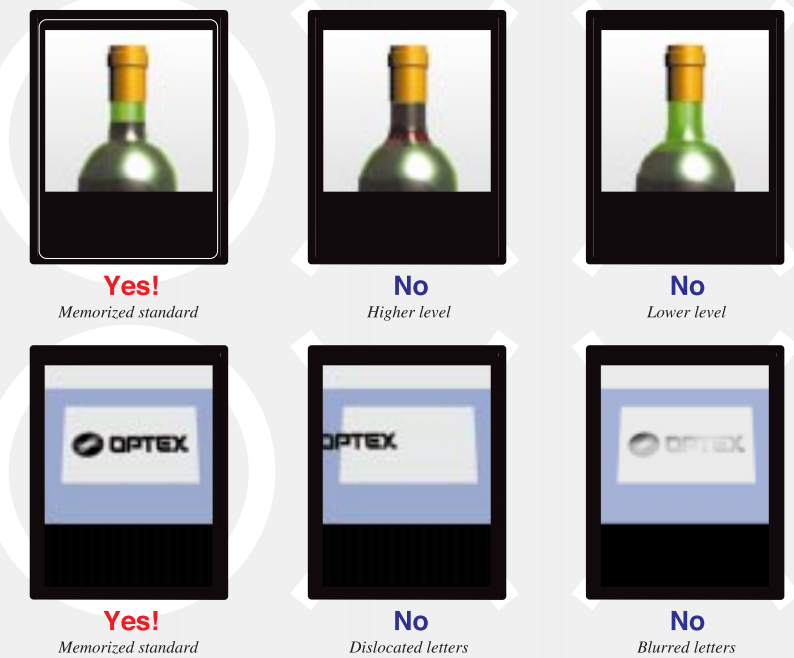 Yes! No No
Memorized standard Higher level Lower level
OPTEX OPTEX OPTEX
Yes! No No
Memorized standard Dislocated letters Blurred letters